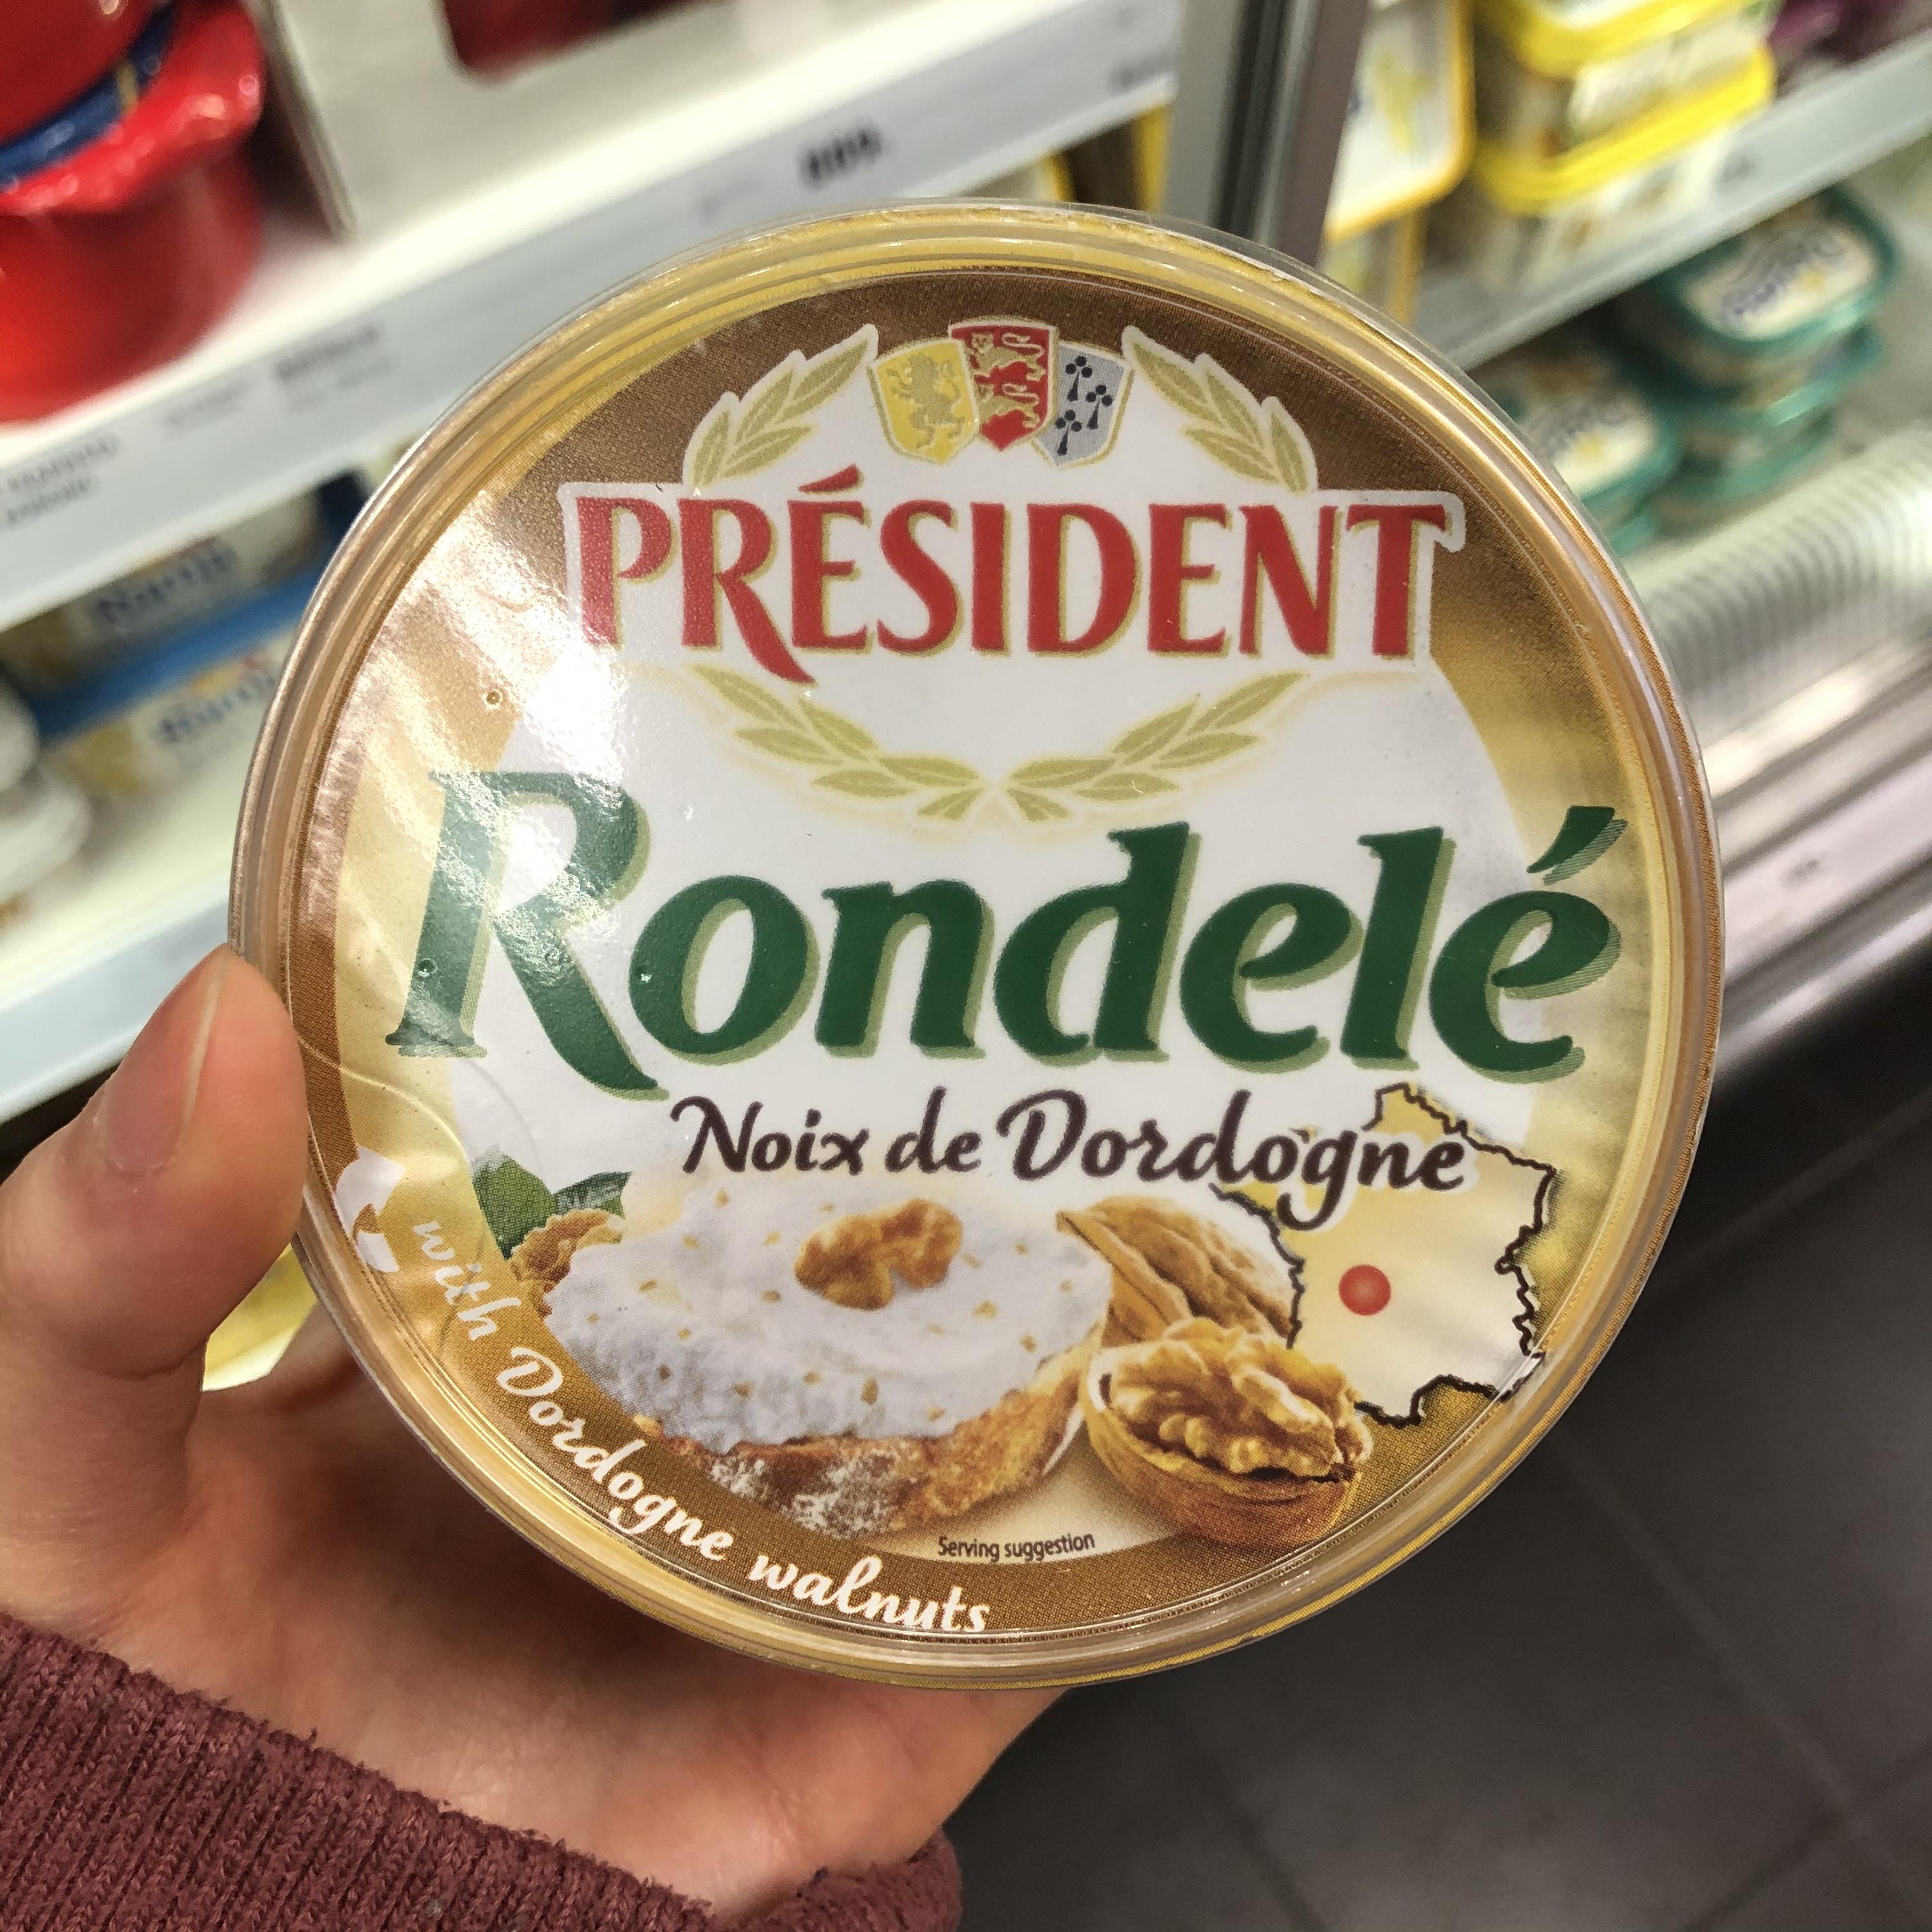 PRÉSIDENT
Rondelé
Noix de Dordogne
with Dordogne walnuts
Serving suggestion